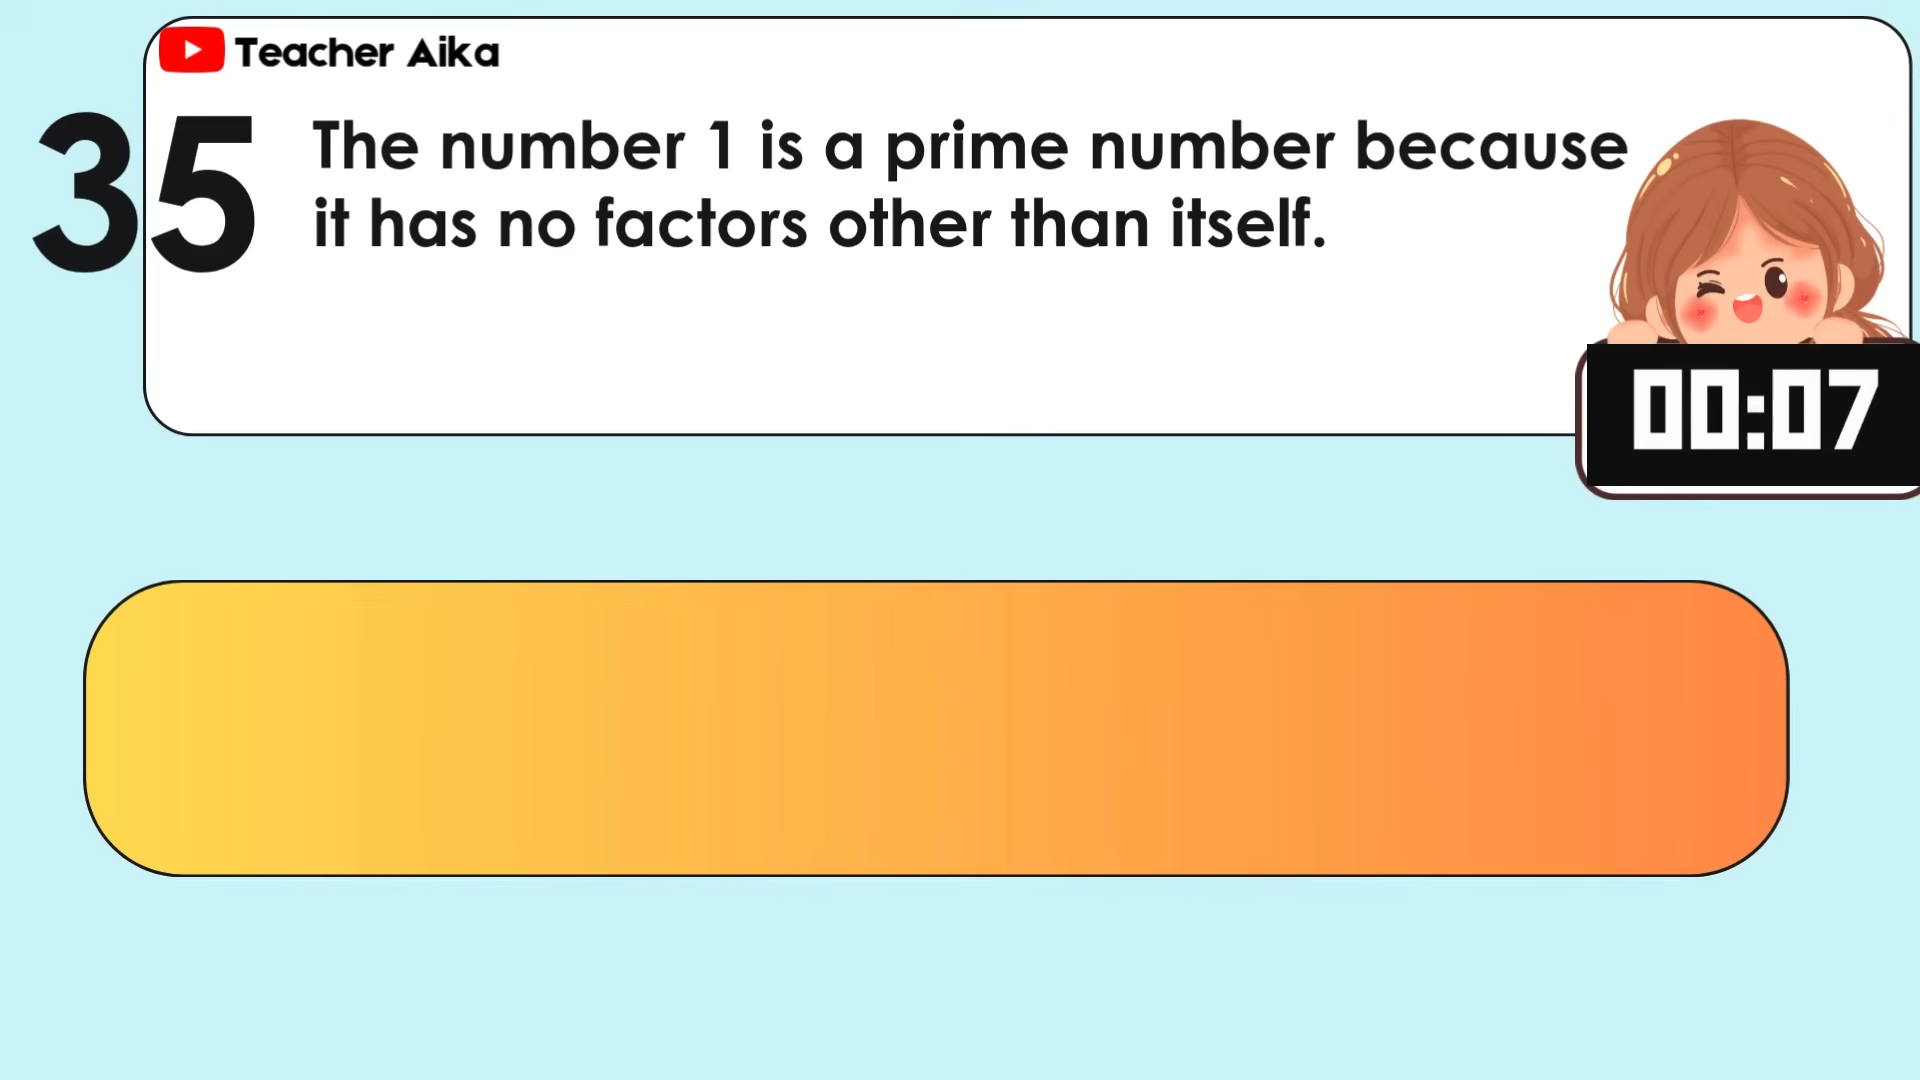 Teacher Aika
35
The number 1 is a prime number because
it has no factors other than itself.
00:07